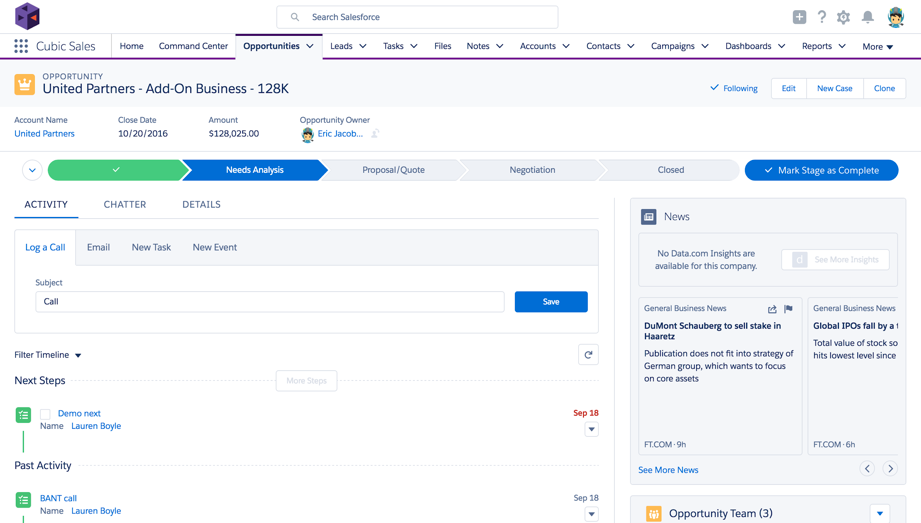 Search Salesforce
Cubic Sales
Home
Command Center
Opportunities
Leads
Tasks
Files
Notes
Accounts
Contacts
Campaigns
Dashboards
Reports
More
OPPORTUNITY
United Partners - Add-On Business - 128K
Following
Edit
New Case
Clone
Account Name
United Partners
Close Date
10/20/2016
Amount
$128,025.00
Opportunity Owner
Eric Jacob...
Needs Analysis
Proposal/Quote
Negotiation
Closed
Mark Stage as Complete
ACTIVITY
CHATTER
DETAILS
Log a Call
Email
New Task
New Event
Subject
Call
Save
Filter Timeline
Next Steps
More Steps
Demo next
Sep 18
Name Lauren Boyle
Past Activity
BANT call
Sep 18
Name Lauren Boyle
News
No Data.com Insights are
available for this company.
d
See More Insights
General Business News
DuMont Schauberg to sell stake in
Haaretz
Publication does not fit into strategy of
German group, which wants to focus
on core assets
FT.COM · 9h
General Business News
Global IPOs fall by a t
Total value of stock so
hits lowest level since
FT.COM · 6h
See More News
Opportunity Team (3)